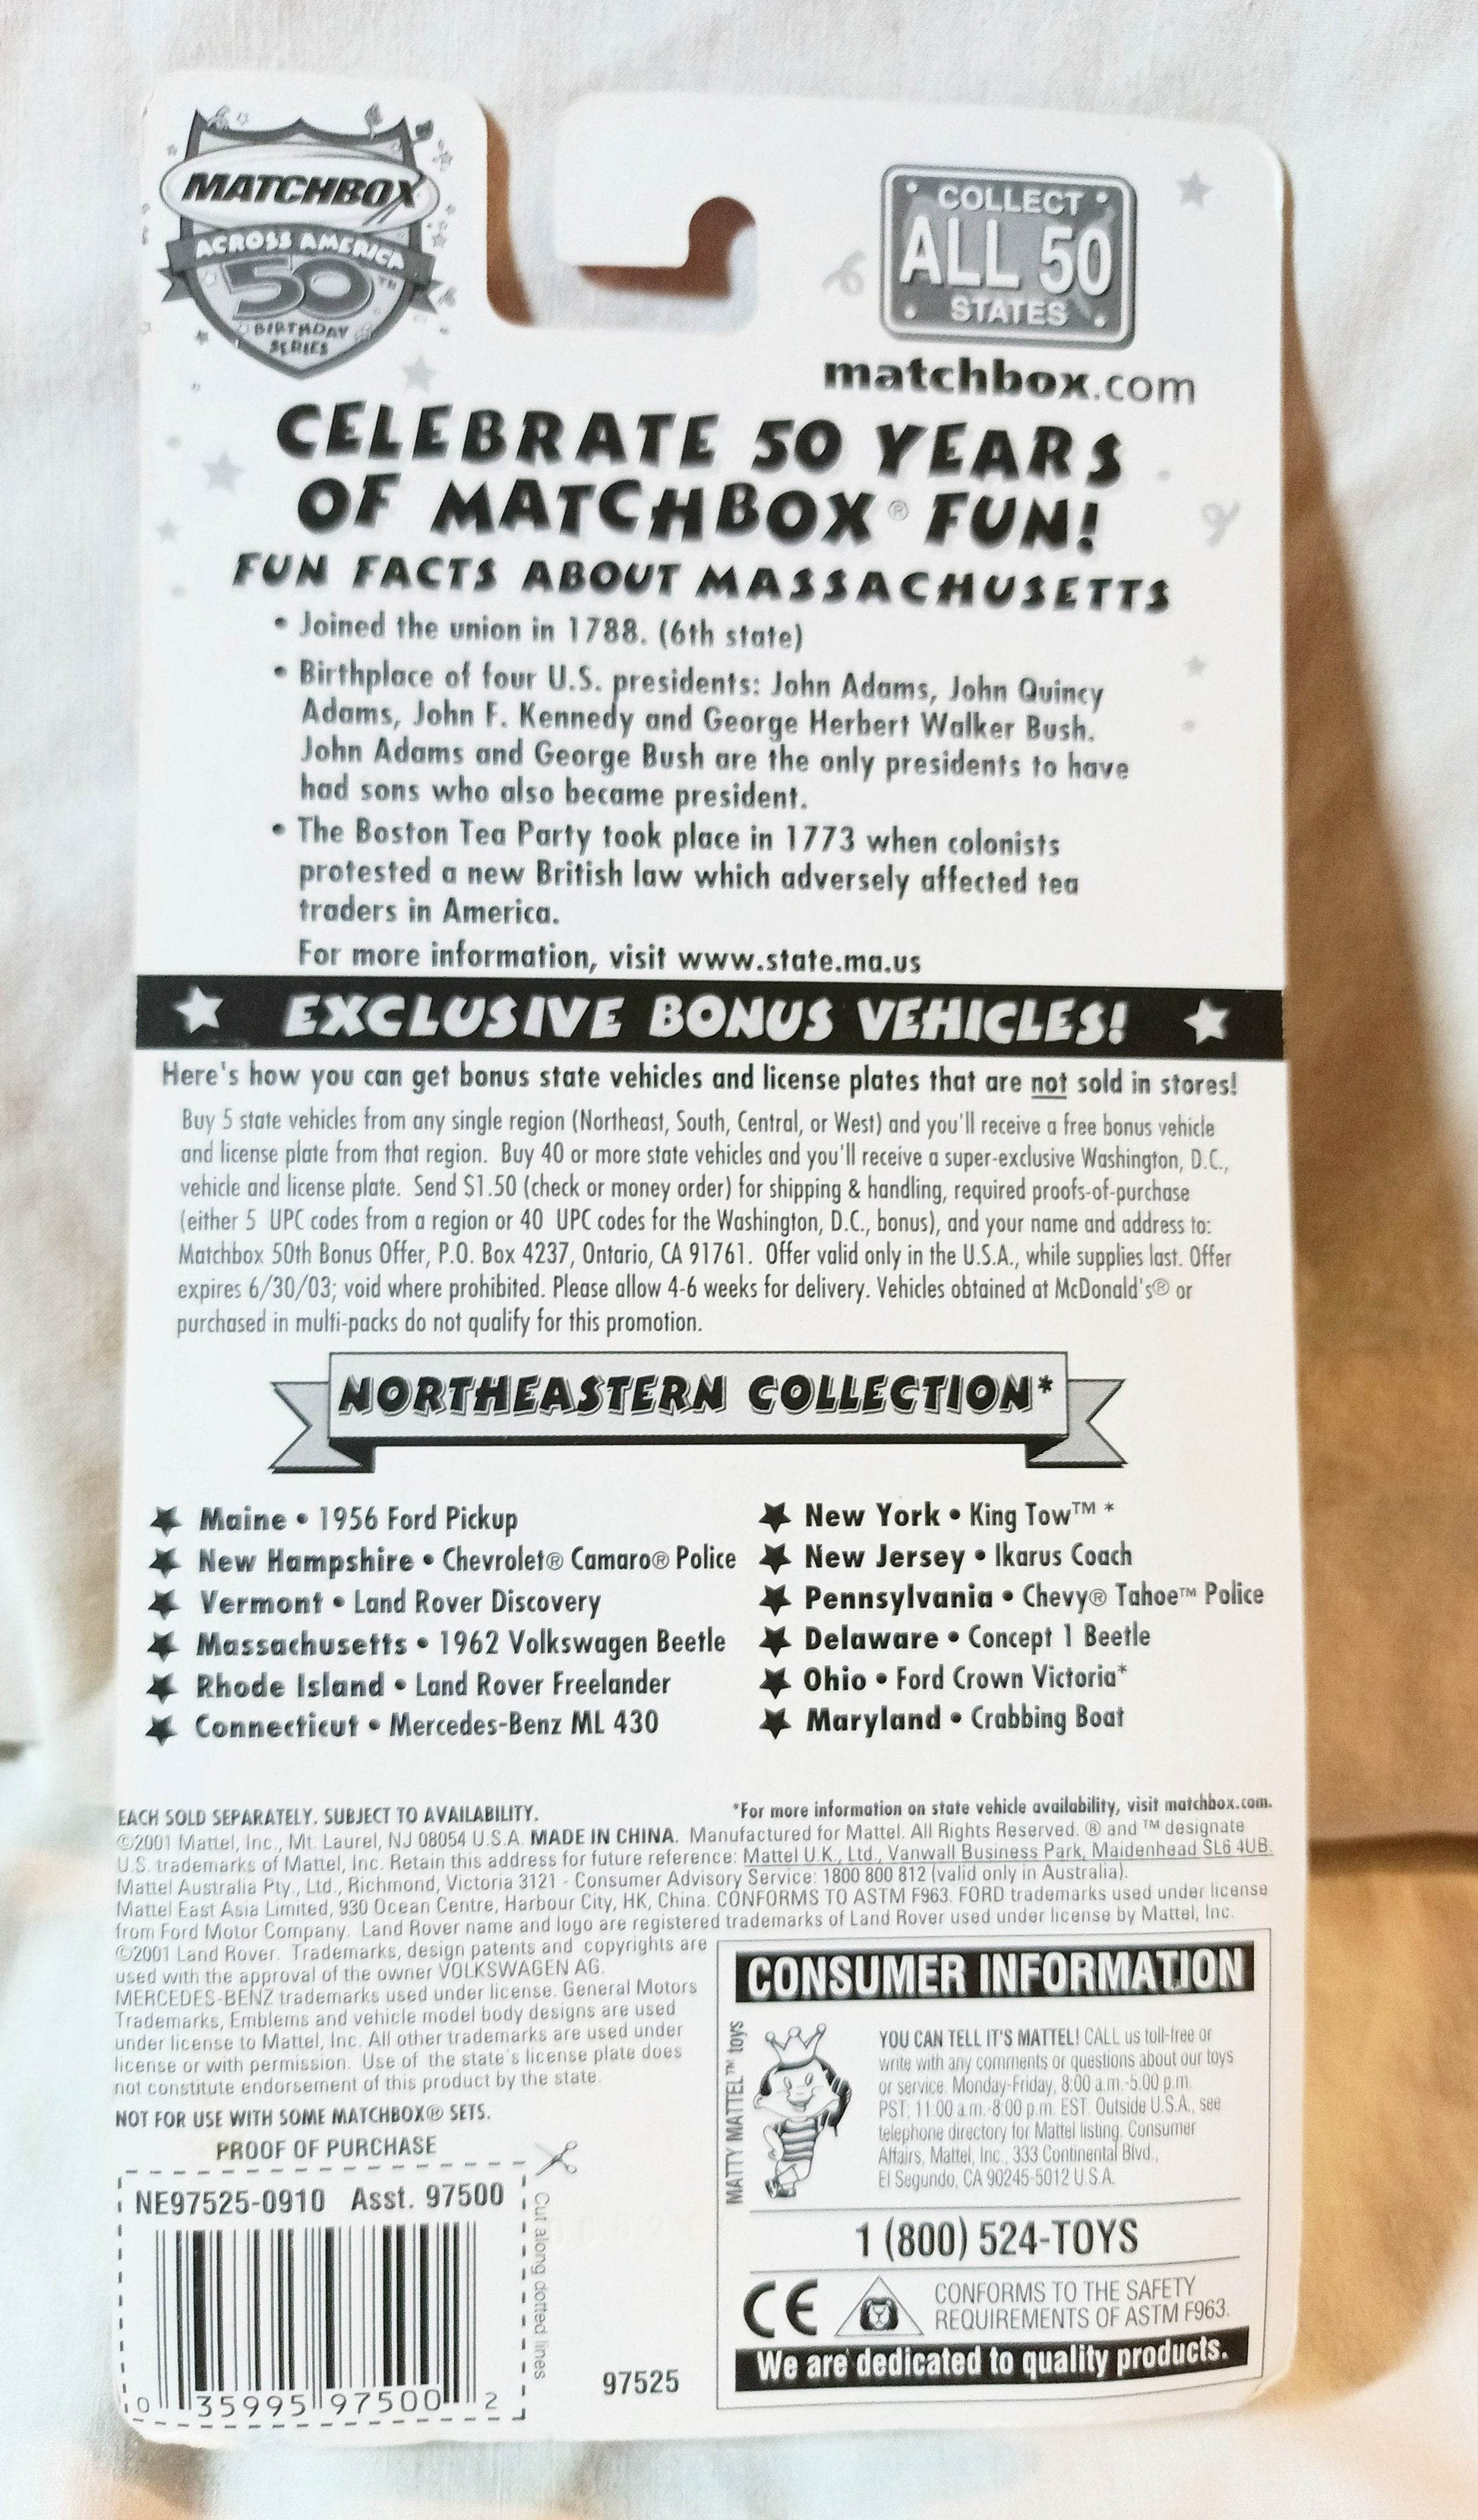 MATCHBOX
ACROSS AMERICA
50TH
BIRTHDAY
SERIES
COLLECT
ALL 50
STATES
matchbox.com
CELEBRATE 50 YEARS
OF MATCHBOX® FUN!
FUN FACTS ABOUT MASSACHUSETTS
• Joined the union in 1788. (6th state)
• Birthplace of four U.S. presidents: John Adams, John Quincy
Adams, John F. Kennedy and George Herbert Walker Bush.
John Adams and George Bush are the only presidents to have
had sons who also became president.
• The Boston Tea Party took place in 1773 when colonists
protested a new British law which adversely affected tea
traders in America.
For more information, visit www.state.ma.us
EXCLUSIVE BONUS VEHICLES!
Here's how you can get bonus state vehicles and license plates that are not sold in stores!
Buy 5 state vehicles from any single region (Northeast, South, Central, or West) and you'll receive a free bonus vehicle
and license plate from that region. Buy 40 or more state vehicles and you'll receive a super-exclusive Washington, D.C.,
vehicle and license plate. Send $1.50 (check or money order) for shipping & handling, required proofs-of-purchase
(either 5 UPC codes from a region or 40 UPC codes for the Washington, D.C., bonus), and your name and address to:
Matchbox 50th Bonus Offer, P.O. Box 4237, Ontario, CA 91761. Offer valid only in the U.S.A., while supplies last. Offer
expires 6/30/03; void where prohibited. Please allow 4-6 weeks for delivery. Vehicles obtained at McDonald's® or
purchased in multi-packs do not qualify for this promotion.
NORTHEASTERN COLLECTION*
★ Maine • 1956 Ford Pickup
★ New Hampshire • Chevrolet® Camaro® Police
★ Vermont • Land Rover Discovery
★ Massachusetts • 1962 Volkswagen Beetle
★ Rhode Island • Land Rover Freelander
★ Connecticut • Mercedes-Benz ML 430
★ New York • King Tow™ *
★ New Jersey • Ikarus Coach
★ Pennsylvania • Chevy® Tahoe™ Police
★ Delaware • Concept 1 Beetle
★ Ohio • Ford Crown Victoria*
★ Maryland • Crabbing Boat
EACH SOLD SEPARATELY. SUBJECT TO AVAILABILITY.
*For more information on state vehicle availability, visit matchbox.com.
©2001 Mattel, Inc., Mt. Laurel, NJ 08054 U.S.A. MADE IN CHINA. Manufactured for Mattel. All Rights Reserved. ® and ™ designate
U.S. trademarks of Mattel, Inc. Retain this address for future reference: Mattel U.K., Ltd., Vanwall Business Park, Maidenhead SL6 4UB.
Mattel Australia Pty., Ltd., Richmond, Victoria 3121 - Consumer Advisory Service: 1800 800 812 (valid only in Australia).
Mattel East Asia Limited, 930 Ocean Centre, Harbour City, HK, China. CONFORMS TO ASTM F963. FORD trademarks used under license
from Ford Motor Company. Land Rover name and logo are registered trademarks of Land Rover used under license by Mattel, Inc.
©2001 Land Rover. Trademarks, design patents and copyrights are
used with the approval of the owner VOLKSWAGEN AG.
MERCEDES-BENZ trademarks used under license. General Motors
Trademarks, Emblems and vehicle model body designs are used
under license to Mattel, Inc. All other trademarks are used under
license or with permission. Use of the state's license plate does
not constitute endorsement of this product by the state.
NOT FOR USE WITH SOME MATCHBOX® SETS.
PROOF OF PURCHASE
NE97525-0910 Asst. 97500
Cut along dotted lines
0 35995 97500 2
97525
CONSUMER INFORMATION
MATTY MATTEL™ toys
YOU CAN TELL IT'S MATTEL! CALL us toll-free or
write with any comments or questions about our toys
or service. Monday-Friday, 8:00 a.m.-5:00 p.m.
PST; 11:00 a.m.-8:00 p.m. EST. Outside U.S.A., see
telephone directory for Mattel listing. Consumer
Affairs, Mattel, Inc., 333 Continental Blvd.,
El Segundo, CA 90245-5012 U.S.A.
1 (800) 524-TOYS
CE
CONFORMS TO THE SAFETY
REQUIREMENTS OF ASTM F963.
We are dedicated to quality products.